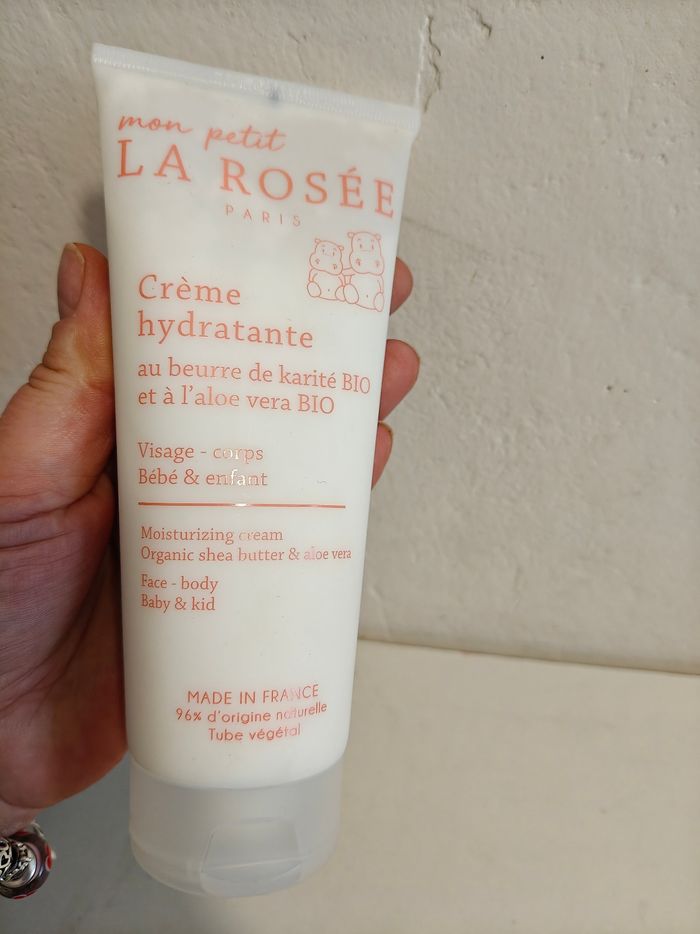 mon petit
LA ROSÉE
PARIS
Crème
hydratante
au beurre de karité BIO
et à l'aloe vera BIO
Visage - corps
Bébé & enfant
Moisturizing cream
Organic shea butter & aloe vera
Face - body
Baby & kid
MADE IN FRANCE
96% d'origine naturelle
Tube végétal